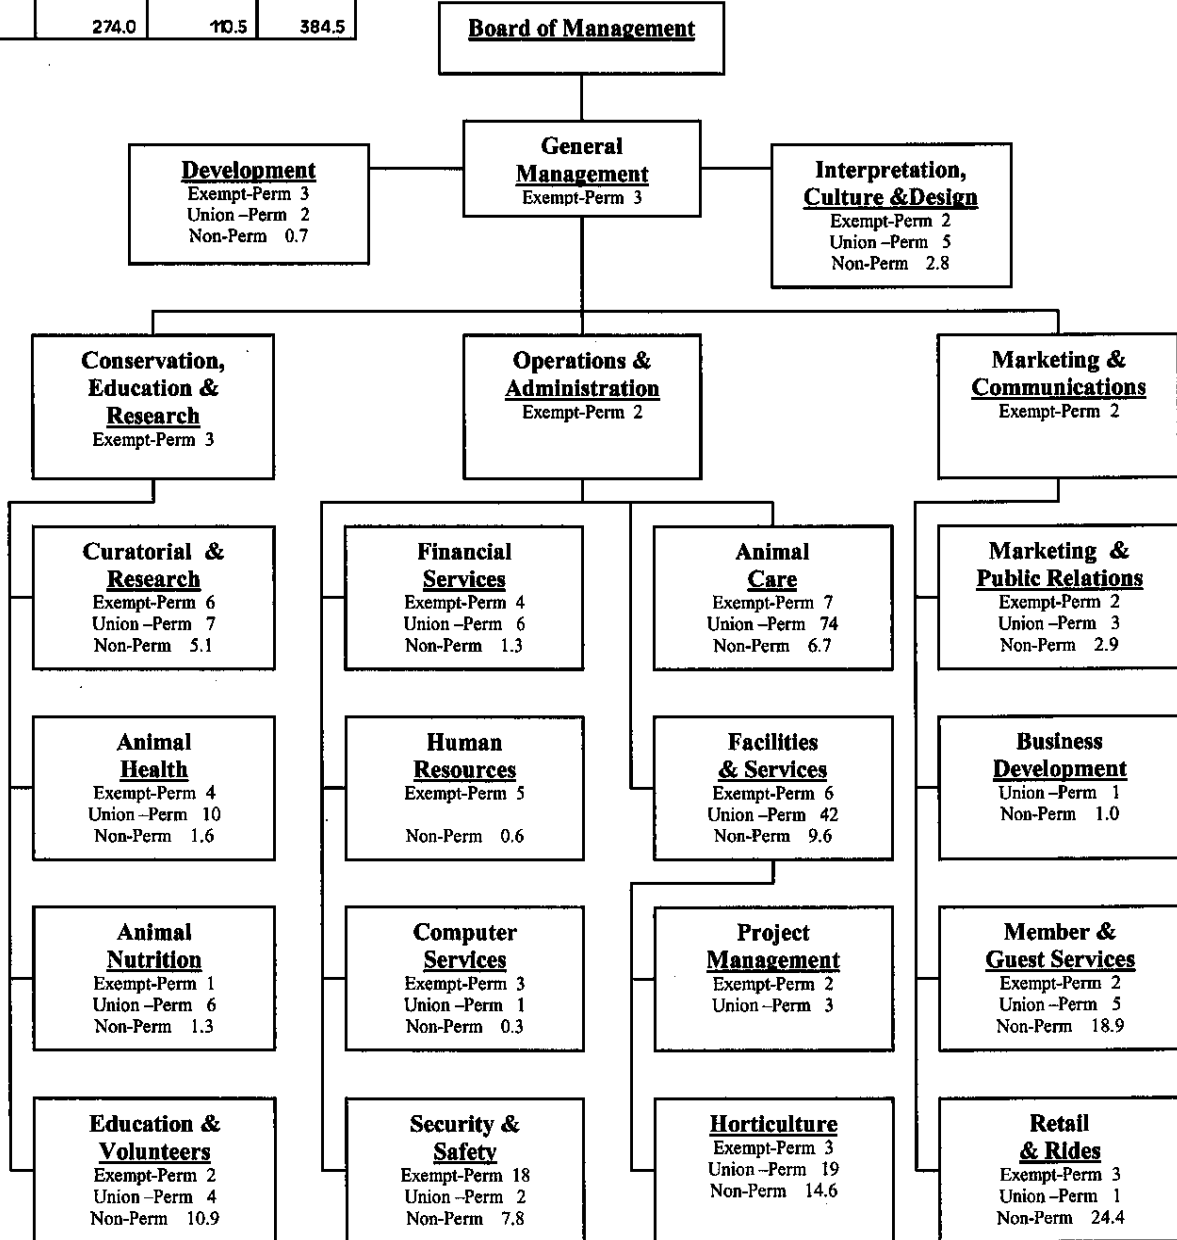 274.0 110.5 384.5
Board of Management
General
Management
Exempt-Perm 3
Development
Exempt-Perm 3
Union –Perm 2
Non-Perm 0.7
Interpretation,
Culture &Design
Exempt-Perm 2
Union –Perm 5
Non-Perm 2.8
Conservation,
Education &
Research
Exempt-Perm 3
Operations &
Administration
Exempt-Perm 2
Marketing &
Communications
Exempt-Perm 2
Curatorial &
Research
Exempt-Perm 6
Union –Perm 7
Non-Perm 5.1
Financial
Services
Exempt-Perm 4
Union –Perm 6
Non-Perm 1.3
Animal
Care
Exempt-Perm 7
Union –Perm 74
Non-Perm 6.7
Marketing &
Public Relations
Exempt-Perm 2
Union –Perm 3
Non-Perm 2.9
Animal
Health
Exempt-Perm 4
Union –Perm 10
Non-Perm 1.6
Human
Resources
Exempt-Perm 5
Non-Perm 0.6
Facilities
& Services
Exempt-Perm 6
Union –Perm 42
Non-Perm 9.6
Business
Development
Union –Perm 1
Non-Perm 1.0
Animal
Nutrition
Exempt-Perm 1
Union –Perm 6
Non-Perm 1.3
Computer
Services
Exempt-Perm 3
Union –Perm 1
Non-Perm 0.3
Project
Management
Exempt-Perm 2
Union –Perm 3
Member &
Guest Services
Exempt-Perm 2
Union –Perm 5
Non-Perm 18.9
Education &
Volunteers
Exempt-Perm 2
Union –Perm 4
Non-Perm 10.9
Security &
Safety
Exempt-Perm 18
Union –Perm 2
Non-Perm 7.8
Horticulture
Exempt-Perm 3
Union –Perm 19
Non-Perm 14.6
Retail
& Rides
Exempt-Perm 3
Union –Perm 1
Non-Perm 24.4